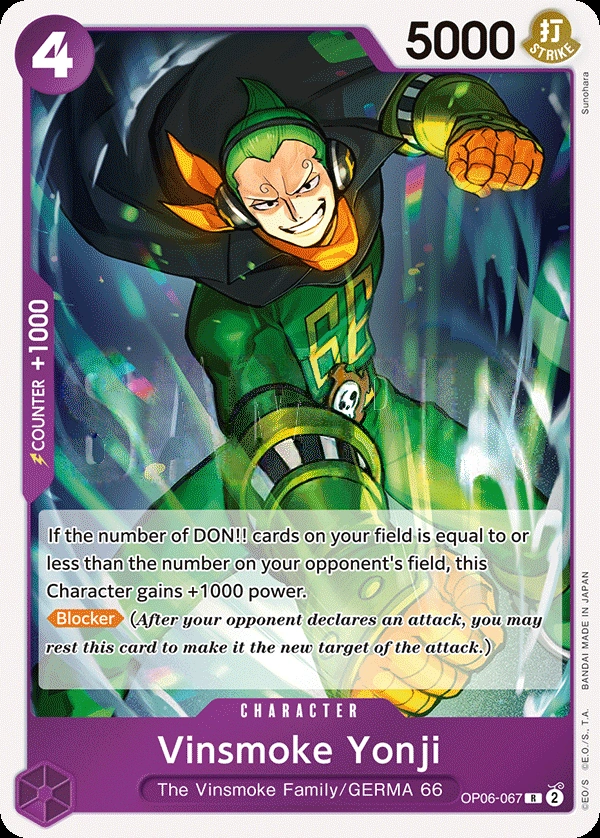 4
5000
打
STRIKE
Sunohara
COUNTER +1000
66
If the number of DON!! cards on your field is equal to or
less than the number on your opponent's field, this
Character gains +1000 power.
Blocker (After your opponent declares an attack, you may
rest this card to make it the new target of the attack.)
CHARACTER
Vinsmoke Yonji
The Vinsmoke Family/GERMA 66
OP06-067 R 2
©E.O/S ©E.O./S., T.A. BANDAI MADE IN JAPAN